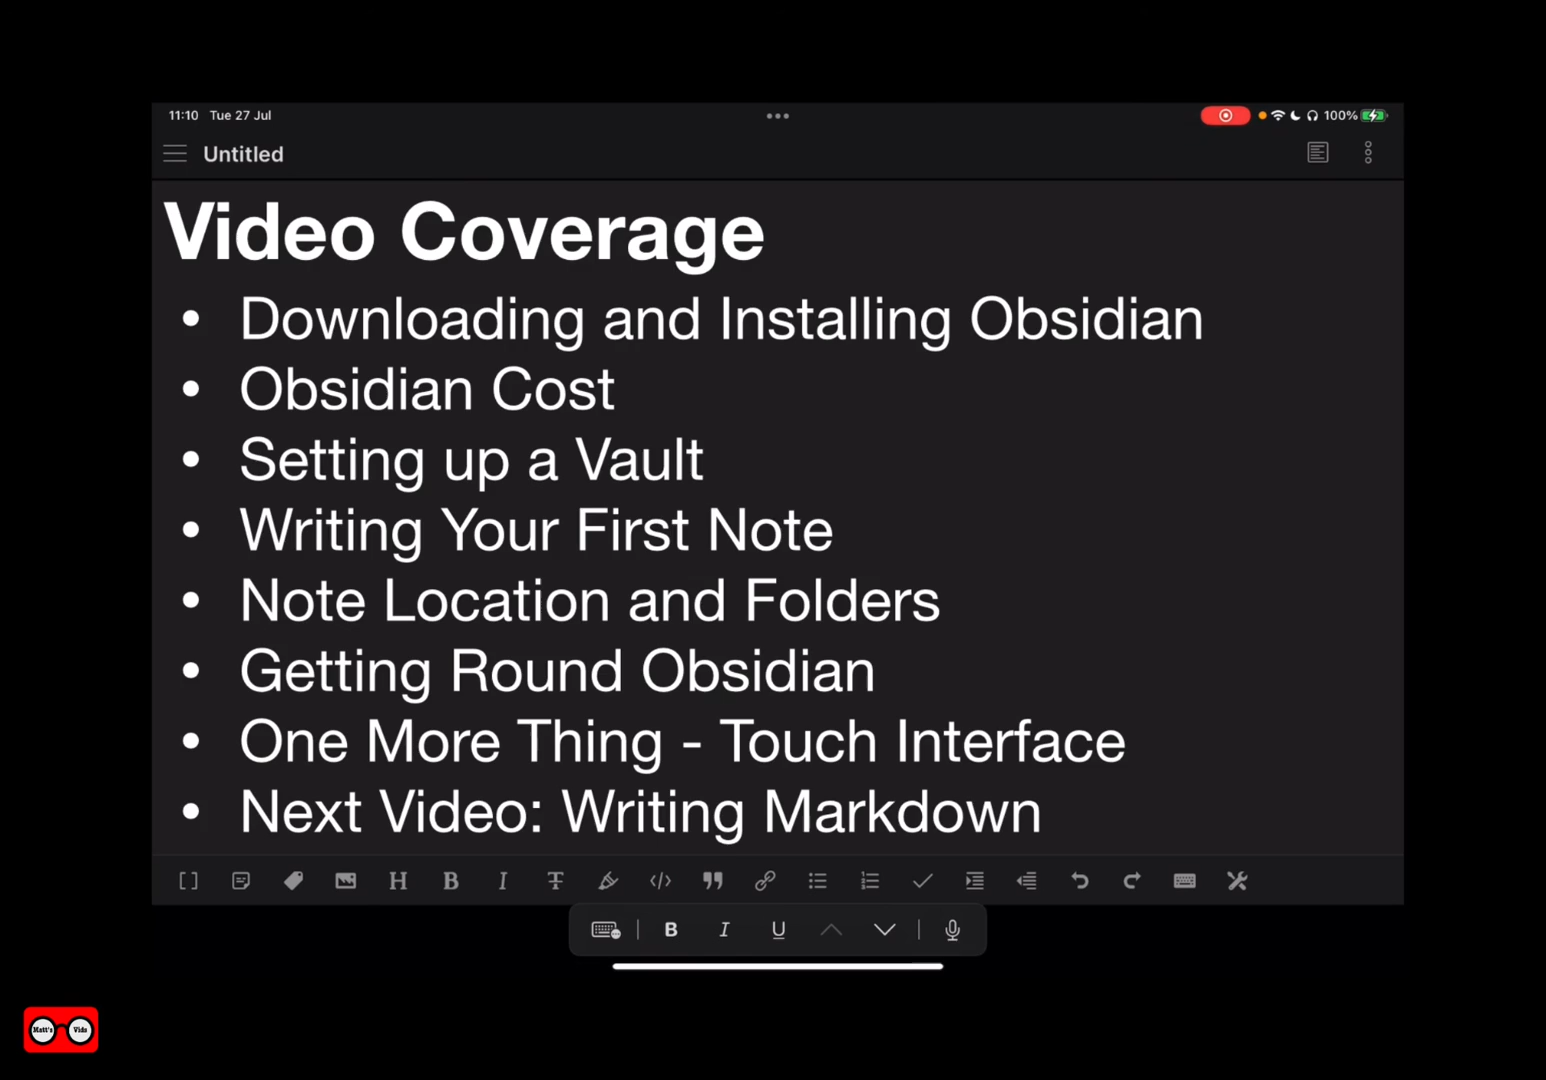 11:10 Tue 27 Jul
100%
Untitled
Video Coverage
• Downloading and Installing Obsidian
• Obsidian Cost
• Setting up a Vault
• Writing Your First Note
• Note Location and Folders
• Getting Round Obsidian
• One More Thing - Touch Interface
• Next Video: Writing Markdown
H B I T
B I U
Matt's Vids